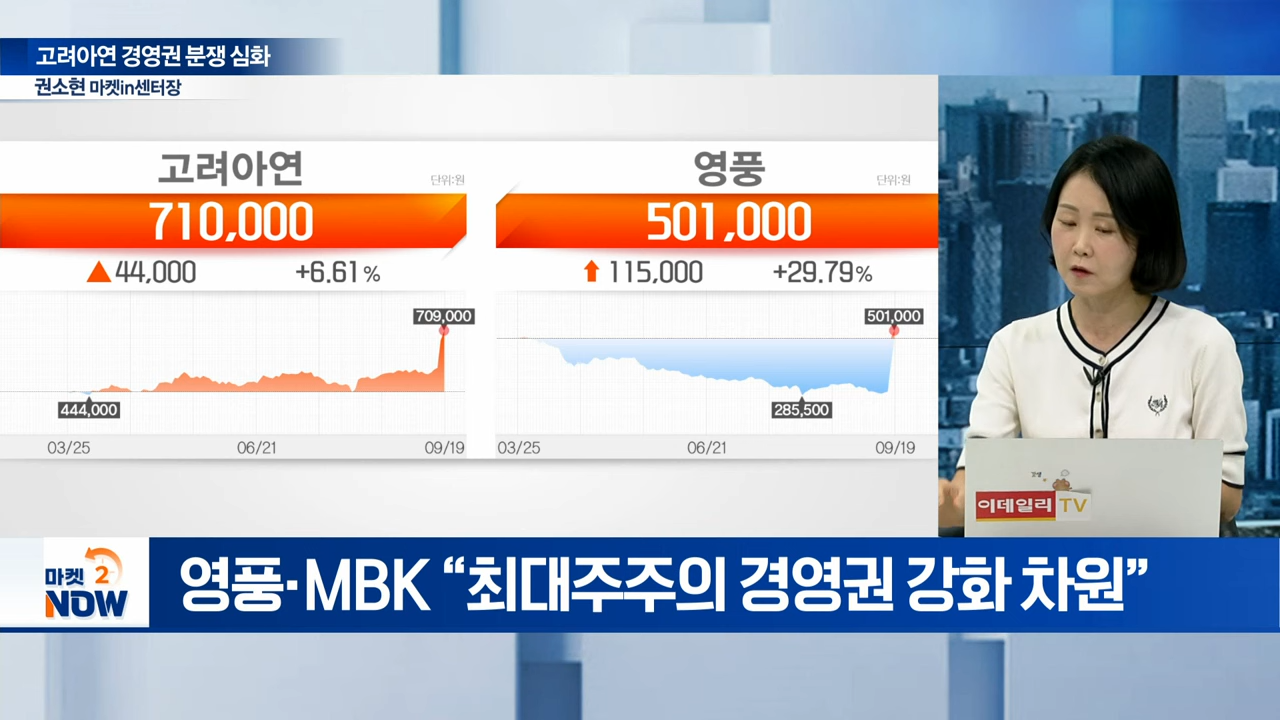 고려아연 경영권 분쟁 심화
권소현 마켓in센터장
고려아연
단위:원
710,000
▲44,000 +6.61%
709,000
444,000
03/25 06/21 09/19
영풍
단위:원
501,000
⬆115,000 +29.79%
501,000
285,500
03/25 06/21 09/19
이데일리TV
마켓 2
NOW
영풍·MBK “최대주주의 경영권 강화 차원”